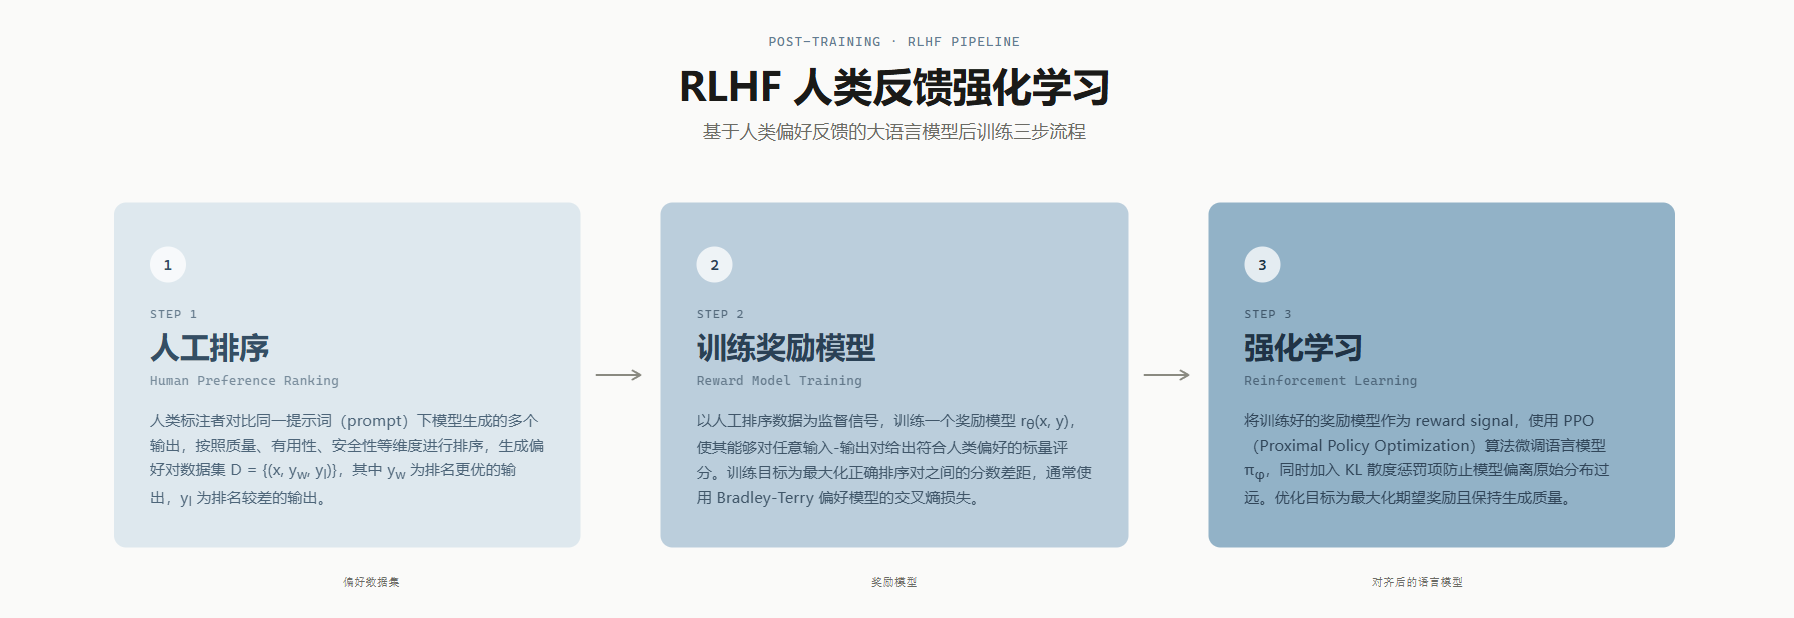 POST-TRAINING · RLHF PIPELINE
RLHF 人类反馈强化学习
基于人类偏好反馈的大语言模型后训练三步流程
1
STEP 1
人工排序
Human Preference Ranking
人类标注者对比同一提示词（prompt）下模型生成的多个
输出，按照质量、有用性、安全性等维度进行排序，生成偏
好对数据集 D = {(x, y_w, y_l)}，其中 y_w 为排名更优的输
出，y_l 为排名较差的输出。
偏好数据集
2
STEP 2
训练奖励模型
Reward Model Training
以人工排序数据为监督信号，训练一个奖励模型 r_θ(x, y)，
使其能够对任意输入-输出对给出符合人类偏好的标量评
分。训练目标为最大化正确排序对之间的分数差距，通常使
用 Bradley-Terry 偏好模型的交叉熵损失。
奖励模型
3
STEP 3
强化学习
Reinforcement Learning
将训练好的奖励模型作为 reward signal，使用 PPO
（Proximal Policy Optimization）算法微调语言模型
π_φ，同时加入 KL 散度惩罚项防止模型偏离原始分布过
远。优化目标为最大化期望奖励且保持生成质量。
对齐后的语言模型